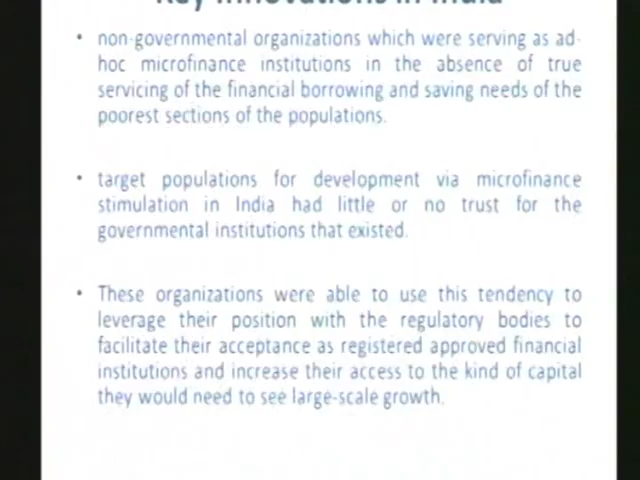 Key Innovations in India
• non-governmental organizations which were serving as ad-
hoc microfinance institutions in the absence of true
servicing of the financial borrowing and saving needs of the
poorest sections of the populations.
• target populations for development via microfinance
stimulation in India had little or no trust for the
governmental institutions that existed.
• These organizations were able to use this tendency to
leverage their position with the regulatory bodies to
facilitate their acceptance as registered approved financial
institutions and increase their access to the kind of capital
they would need to see large-scale growth.